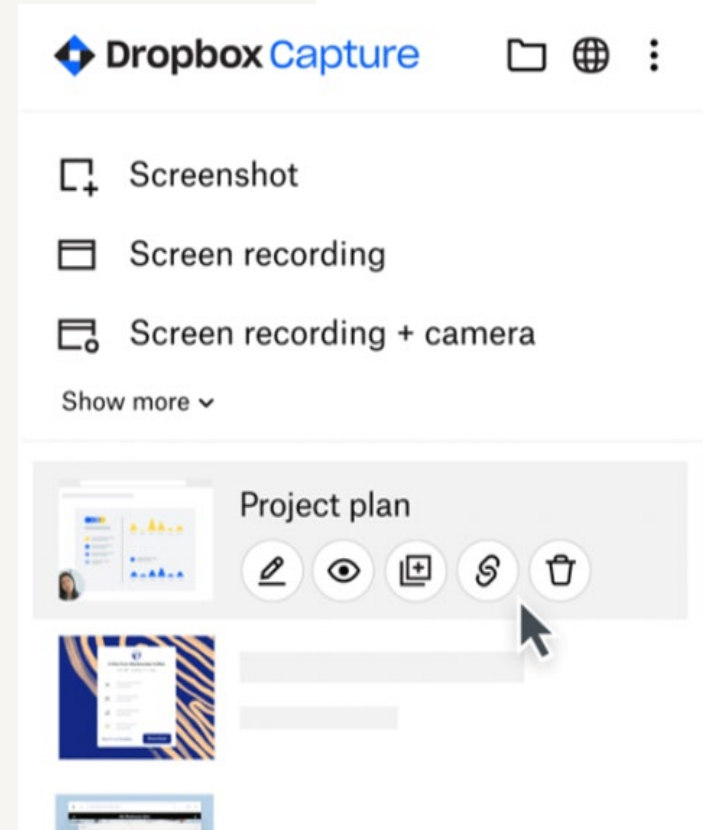 Dropbox Capture
Screenshot
Screen recording
Screen recording + camera
Show more
Project plan